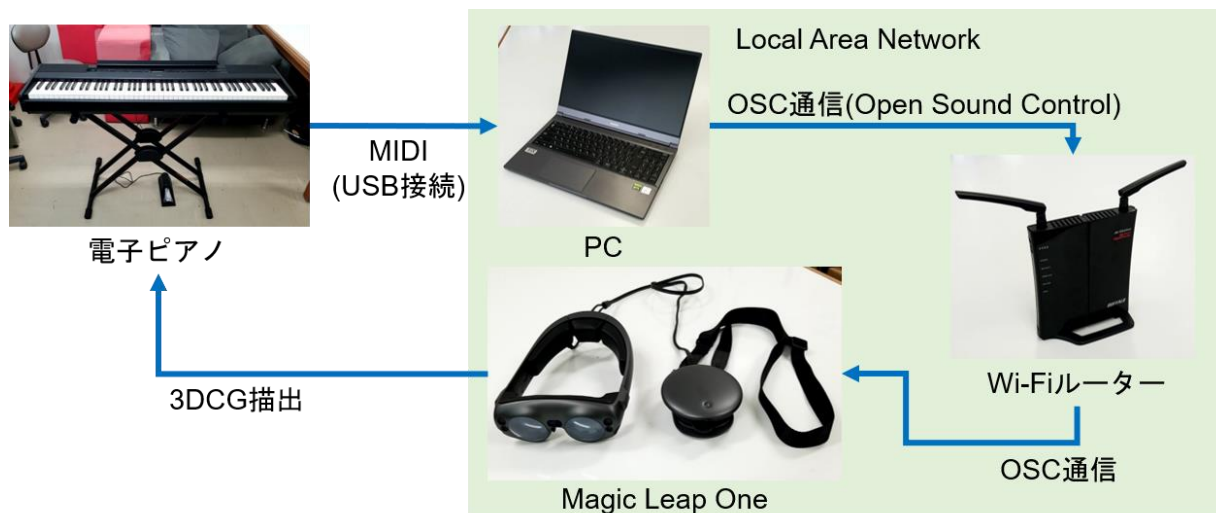 Local Area Network
OSC通信(Open Sound Control)
MIDI
(USB接続)
電子ピアノ
PC
Wi-Fiルーター
3DCG描出
OSC通信
Magic Leap One